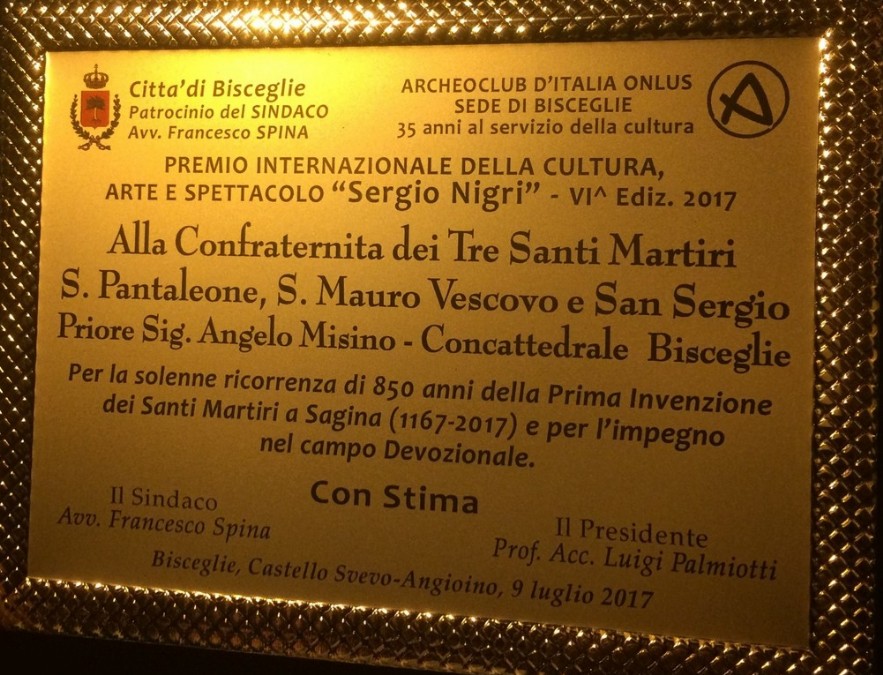 Citta'di Bisceglie
Patrocinio del SINDACO
Avv. Francesco SPINA
ARCHEOCLUB D'ITALIA ONLUS
SEDE DI BISCEGLIE
35 anni al servizio della cultura
PREMIO INTERNAZIONALE DELLA CULTURA,
ARTE E SPETTACOLO "Sergio Nigri" - VI^ Ediz. 2017
Alla Confraternita dei Tre Santi Martiri
S. Pantaleone, S. Mauro Vescovo e San Sergio
Priore Sig. Angelo Misino - Concattedrale Bisceglie
Per la solenne ricorrenza di 850 anni della Prima Invenzione
dei Santi Martiri a Sagina (1167-2017) e per l'impegno
nel campo Devozionale.
Con Stima
Il Sindaco
Avv. Francesco Spina
Il Presidente
Prof. Acc. Luigi Palmiotti
Bisceglie, Castello Svevo-Angioino, 9 luglio 2017